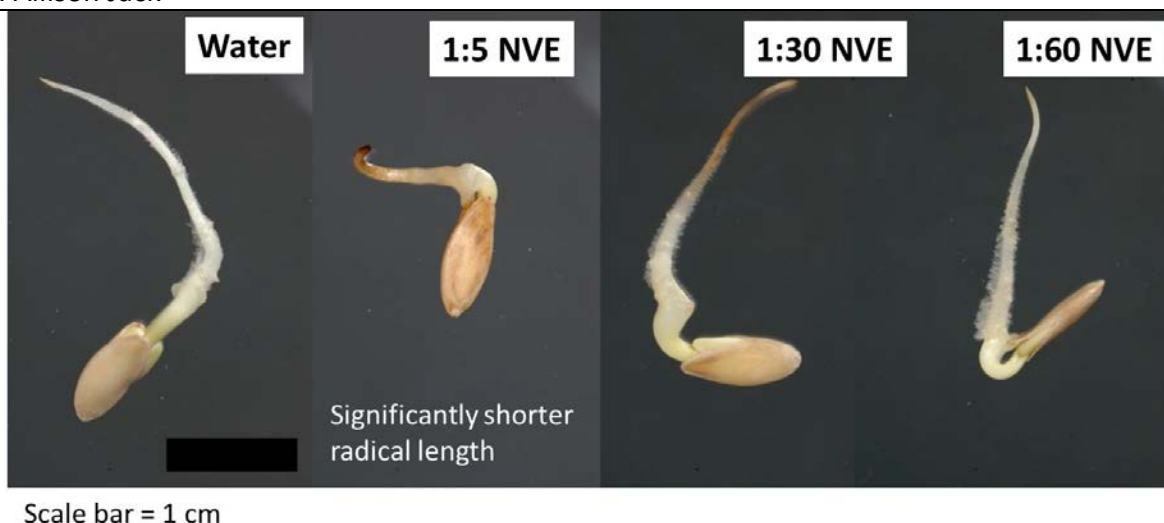 Water
1:5 NVE
1:30 NVE
1:60 NVE
Significantly shorter
radical length
Scale bar = 1 cm